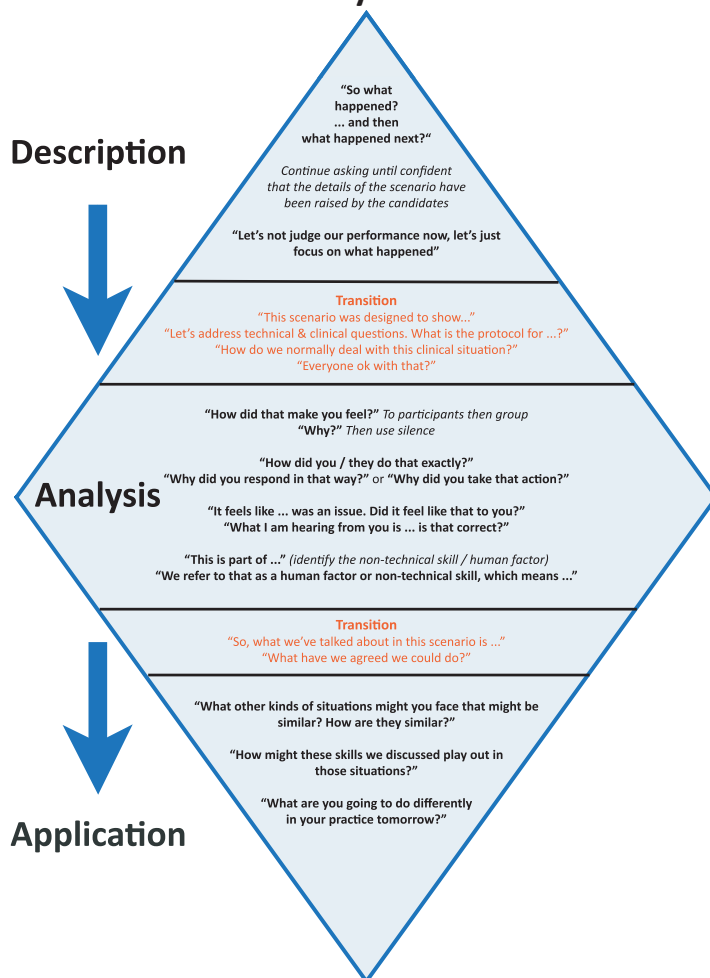 “So what
happened?
... and then
what happened next?“
Description
Continue asking until confident
that the details of the scenario have
been raised by the candidates
“Let’s not judge our performance now, let’s just
focus on what happened”
Transition
“This scenario was designed to show...”
“Let’s address technical & clinical questions. What is the protocol for ...?”
“How do we normally deal with this clinical situation?”
“Everyone ok with that?”
“How did that make you feel?” To participants then group
“Why?” Then use silence
“How did you / they do that exactly?”
“Why did you respond in that way?” or “Why did you take that action?”
Analysis
“It feels like ... was an issue. Did it feel like that to you?”
“What I am hearing from you is ... is that correct?”
“This is part of ...” (identify the non-technical skill / human factor)
“We refer to that as a human factor or non-technical skill, which means ...”
Transition
“So, what we’ve talked about in this scenario is ...”
“What have we agreed we could do?”
“What other kinds of situations might you face that might be
similar? How are they similar?”
“How might these skills we discussed play out in
those situations?”
“What are you going to do differently
in your practice tomorrow?”
Application